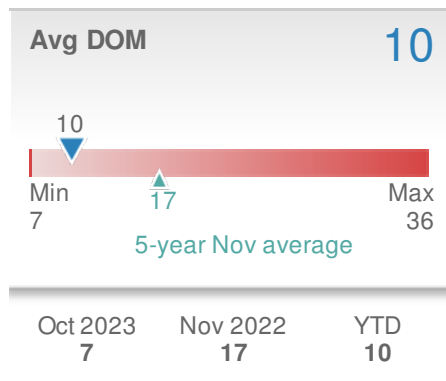 Avg DOM 10
10
17
Min Max
7 36
5-year Nov average
Oct 2023 Nov 2022 YTD
7 17 10